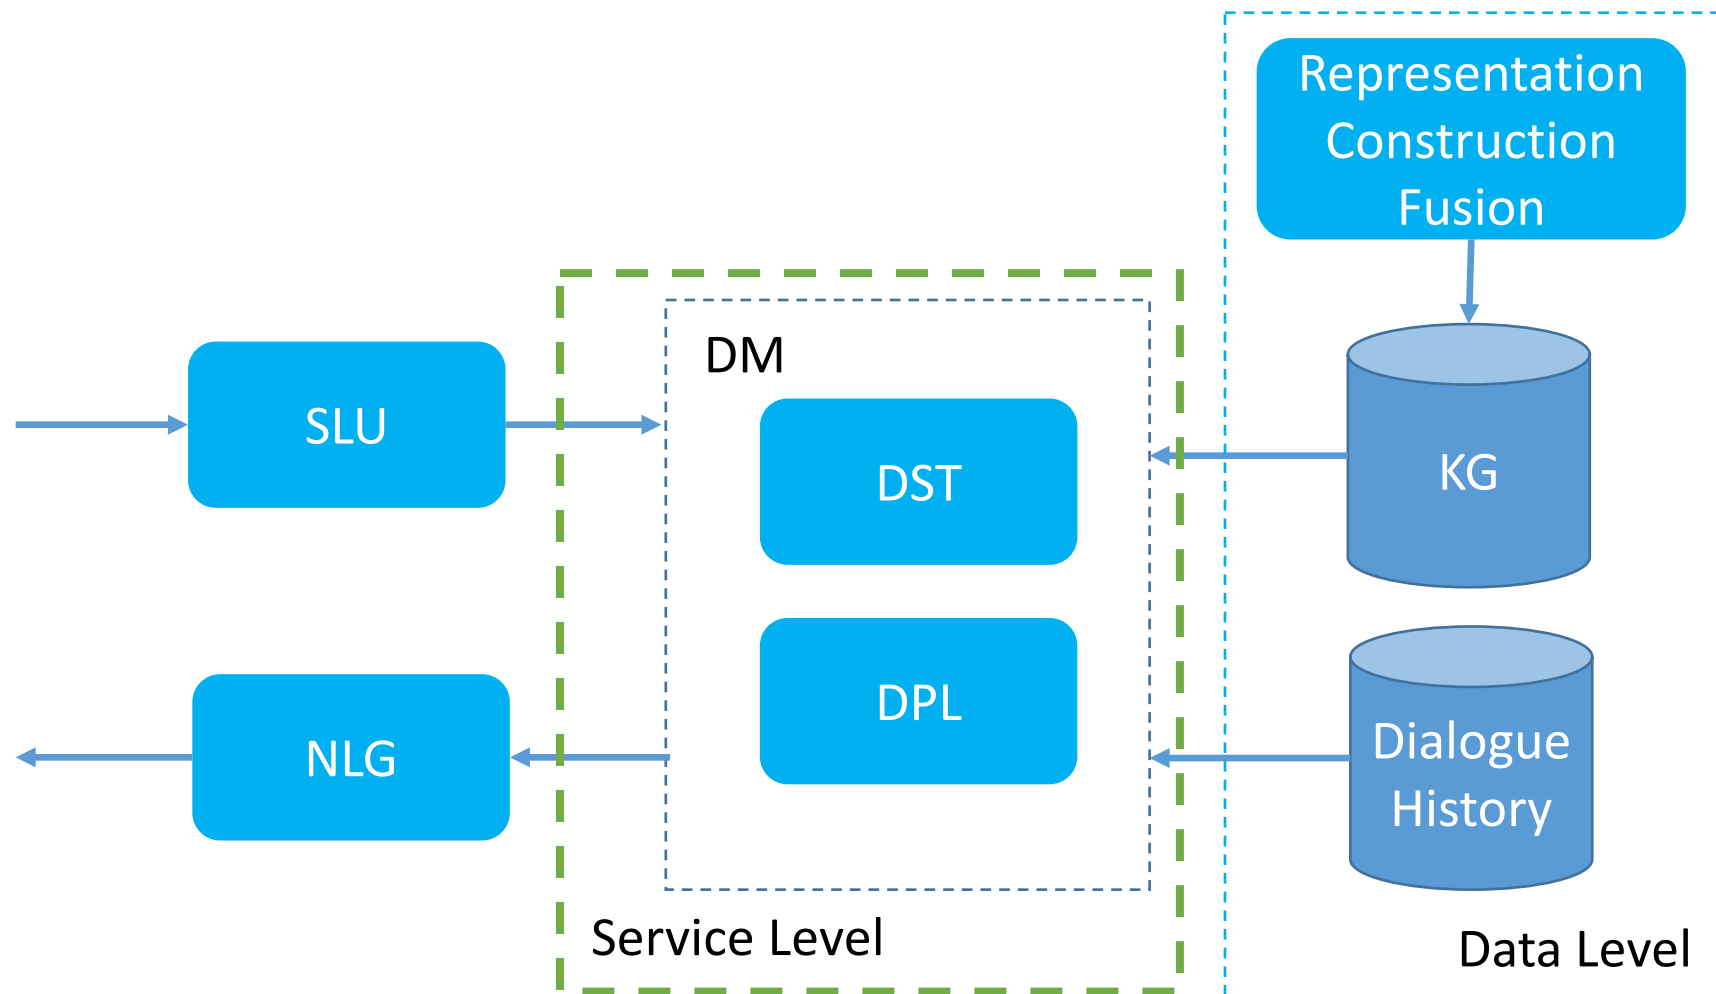 Representation
Construction
Fusion
DM
SLU
DST
KG
DPL
NLG
Dialogue
History
Service Level
Data Level